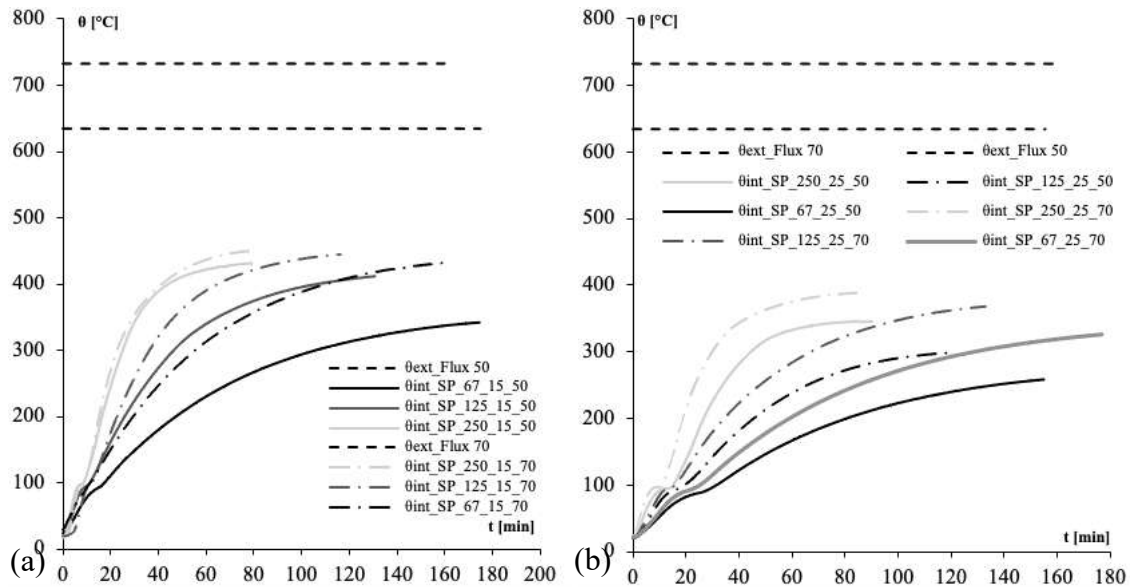 θ [°C]
800
700
600
500
400
300
200
100
0
θext_Flux 50
θint_SP_67_15_50
θint_SP_125_15_50
θint_SP_250_15_50
θext_Flux 70
θint_SP_250_15_70
θint_SP_125_15_70
θint_SP_67_15_70
t [min]
(a)
0 20 40 60 80 100 120 140 160 180 200
θ [°C]
800
700
600
500
400
300
200
100
0
θext_Flux 70 θext_Flux 50
θint_SP_250_25_50 θint_SP_125_25_50
θint_SP_67_25_50 θint_SP_250_25_70
θint_SP_125_25_70 θint_SP_67_25_70
t [min]
(b)
0 20 40 60 80 100 120 140 160 180